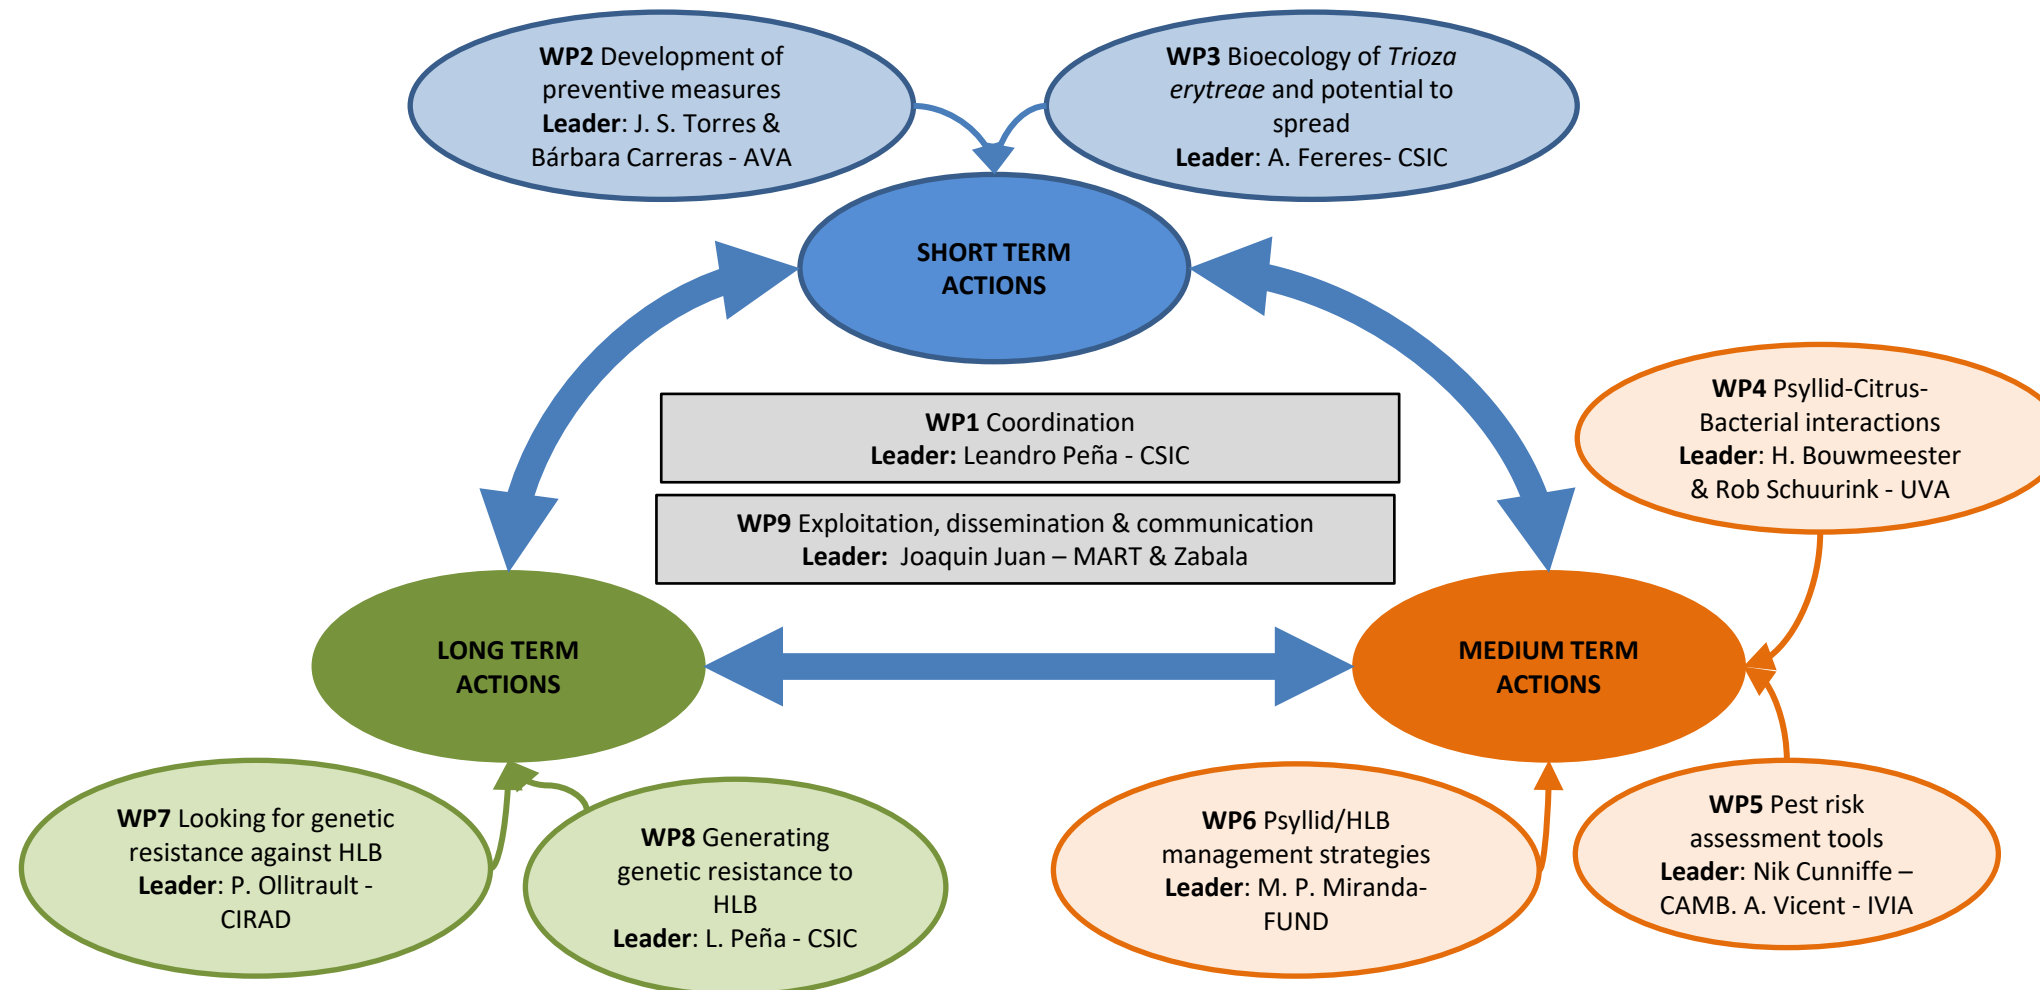 WP2 Development of
preventive measures
Leader: J. S. Torres &
Bárbara Carreras - AVA
WP3 Bioecology of Trioza
erytreae and potential to
spread
Leader: A. Fereres- CSIC
SHORT TERM
ACTIONS
WP4 Psyllid-Citrus-
Bacterial interactions
Leader: H. Bouwmeester
& Rob Schuurink - UVA
WP1 Coordination
Leader: Leandro Peña - CSIC
WP9 Exploitation, dissemination & communication
Leader:  Joaquin Juan – MART & Zabala
LONG TERM
ACTIONS
MEDIUM TERM
ACTIONS
WP7 Looking for genetic
resistance against HLB
Leader: P. Ollitrault -
CIRAD
WP8 Generating
genetic resistance to
HLB
Leader: L. Peña - CSIC
WP6 Psyllid/HLB
management strategies
Leader: M. P. Miranda-
FUND
WP5 Pest risk
assessment tools
Leader: Nik Cunniffe –
CAMB. A. Vicent - IVIA